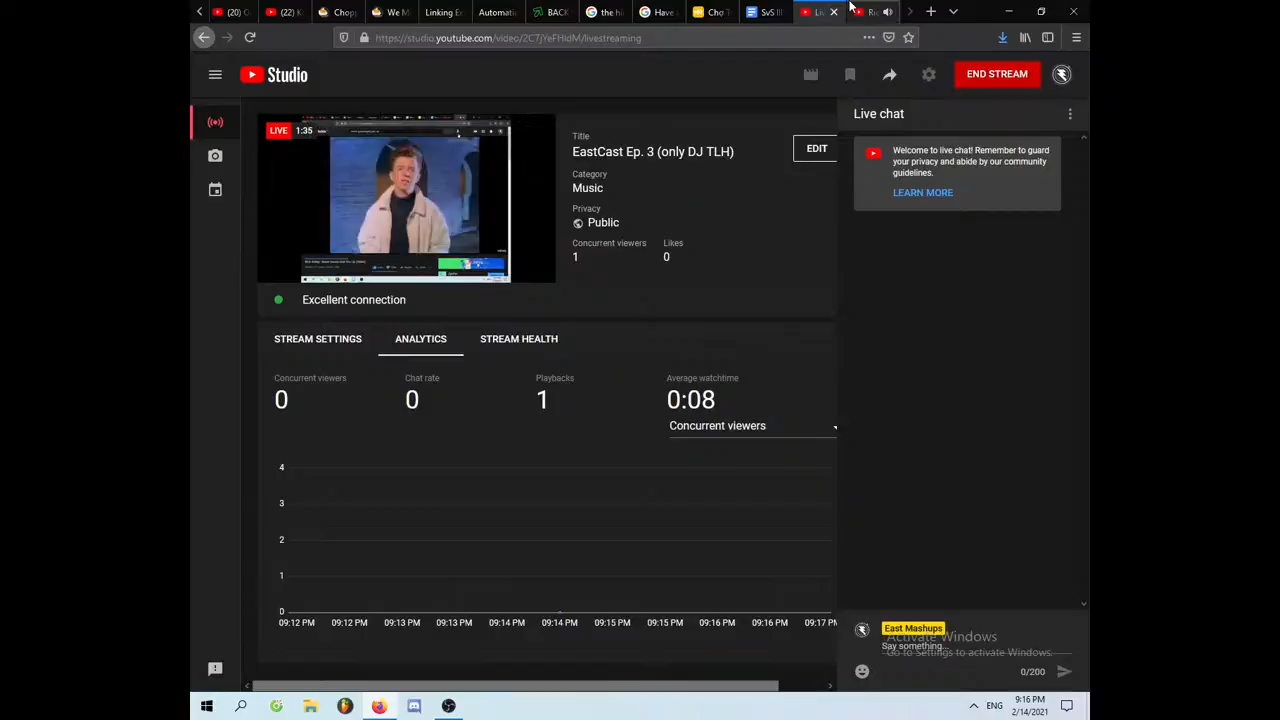 (20) O
(22) K
Chop
We M
Linking Ex
Automatic
BACK
the hi
Have a
Cho
SvS
Liv
Ric
https://studio.youtube.com/video/2C7jYeFHidM/livestreaming
Studio
END STREAM
LIVE 1:35
Title
EastCast Ep. 3 (only DJ TLH)
EDIT
Category
Music
Privacy
Public
Concurrent viewers
Likes
1
0
Excellent connection
Live chat
Welcome to live chat! Remember to guard
your privacy and abide by our community
guidelines.
LEARN MORE
STREAM SETTINGS
ANALYTICS
STREAM HEALTH
Concurrent viewers
Chat rate
Playbacks
Average watchtime
0
0
1
0:08
Concurrent viewers
4
3
2
1
0
09:12 PM
09:12 PM
09:13 PM
09:13 PM
09:14 PM
09:14 PM
09:15 PM
09:15 PM
09:16 PM
09:16 PM
09:17 PM
East Mashups
Say something...
Activate Windows
Go to Settings to activate Windows.
0/200
ENG
9:16 PM
2/14/2021